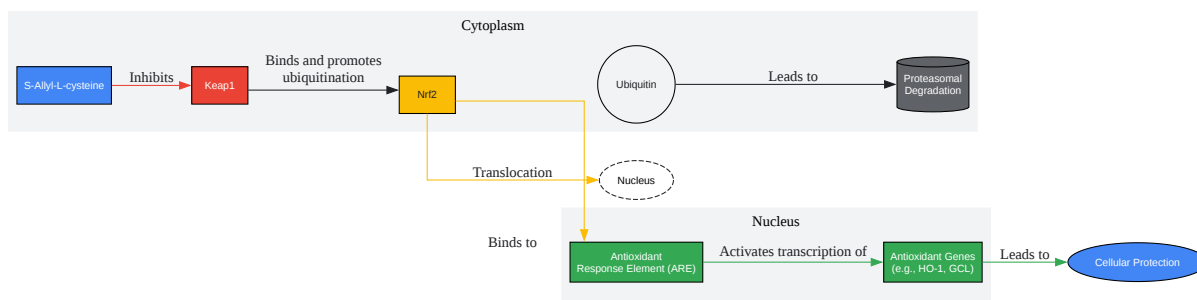 Cytoplasm
S-Allyl-L-cysteine
Inhibits
Keap1
Binds and promotes
ubiquitination
Nrf2
Ubiquitin
Leads to
Proteasomal
Degradation
Translocation
Nucleus
Nucleus
Binds to
Antioxidant
Response Element (ARE)
Activates transcription of
Antioxidant Genes
(e.g., HO-1, GCL)
Leads to
Cellular Protection